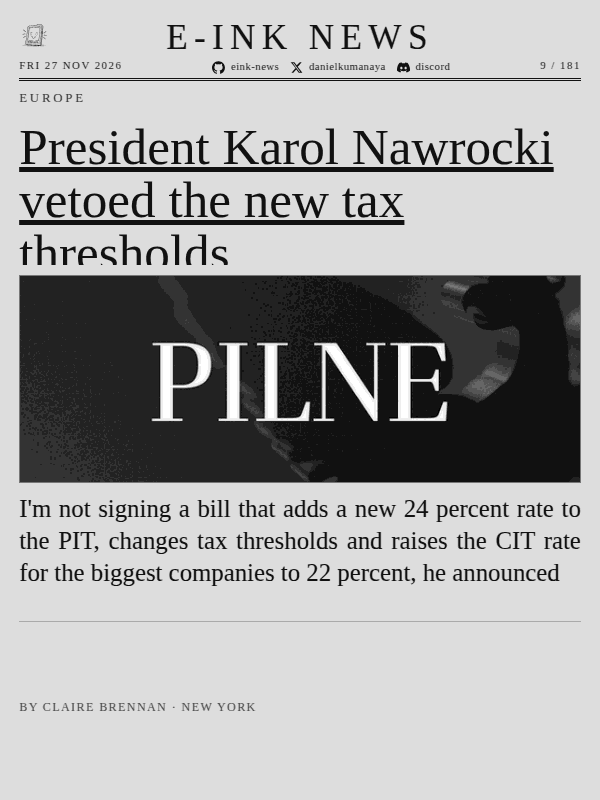 E-INK NEWS
FRI 27 NOV 2026
eink-news danielkumanaya discord
9 / 181
EUROPE
President Karol Nawrocki
vetoed the new tax
thresholds
PILNE
I'm not signing a bill that adds a new 24 percent rate to
the PIT, changes tax thresholds and raises the CIT rate
for the biggest companies to 22 percent, he announced
BY CLAIRE BRENNAN · NEW YORK